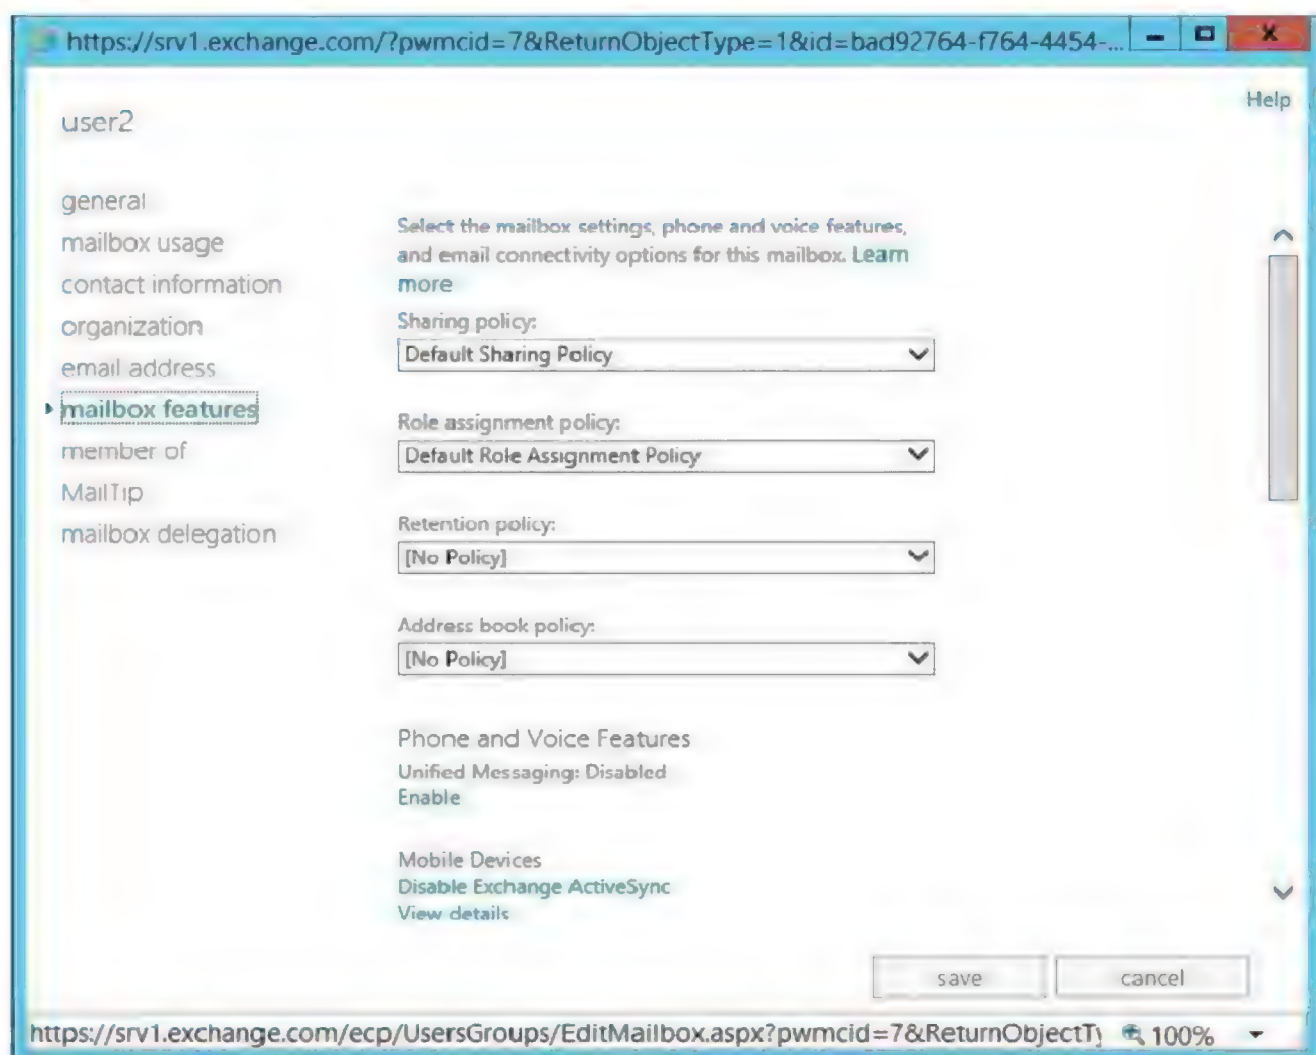 https://srv1.exchange.com/?pwmcid=7&ReturnObjectType=1&id=bad92764-f764-4454-...
Help
user2
general
mailbox usage
contact information
organization
email address
mailbox features
member of
MailTip
mailbox delegation
Select the mailbox settings, phone and voice features,
and email connectivity options for this mailbox. Learn
more
Sharing policy:
Default Sharing Policy
Role assignment policy:
Default Role Assignment Policy
Retention policy:
[No Policy]
Address book policy:
[No Policy]
Phone and Voice Features
Unified Messaging: Disabled
Enable
Mobile Devices
Disable Exchange ActiveSync
View details
save
cancel
https://srv1.exchange.com/ecp/UsersGroups/EditMailbox.aspx?pwmcid=7&ReturnObjectTy 100%